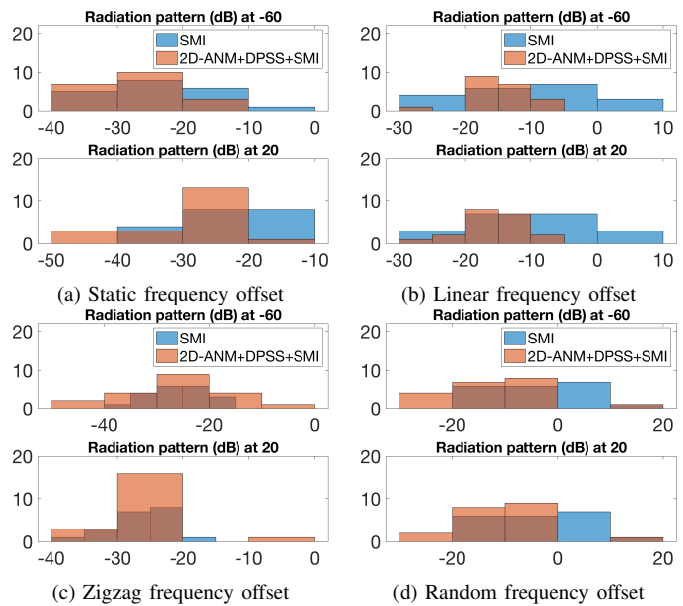 Radiation pattern (dB) at -60
20
10
0
SMI
2D-ANM+DPSS+SMI
-40 -30 -20 -10 0
Radiation pattern (dB) at 20
20
10
0
-50 -40 -30 -20 -10
(a) Static frequency offset
Radiation pattern (dB) at -60
20
10
0
SMI
2D-ANM+DPSS+SMI
-30 -20 -10 0 10
Radiation pattern (dB) at 20
20
10
0
-30 -20 -10 0 10
(b) Linear frequency offset
Radiation pattern (dB) at -60
20
10
0
SMI
2D-ANM+DPSS+SMI
-40 -20 0
Radiation pattern (dB) at 20
20
10
0
-40 -30 -20 -10 0
(c) Zigzag frequency offset
Radiation pattern (dB) at -60
20
10
0
SMI
2D-ANM+DPSS+SMI
-20 0 20
Radiation pattern (dB) at 20
20
10
0
-20 0 20
(d) Random frequency offset